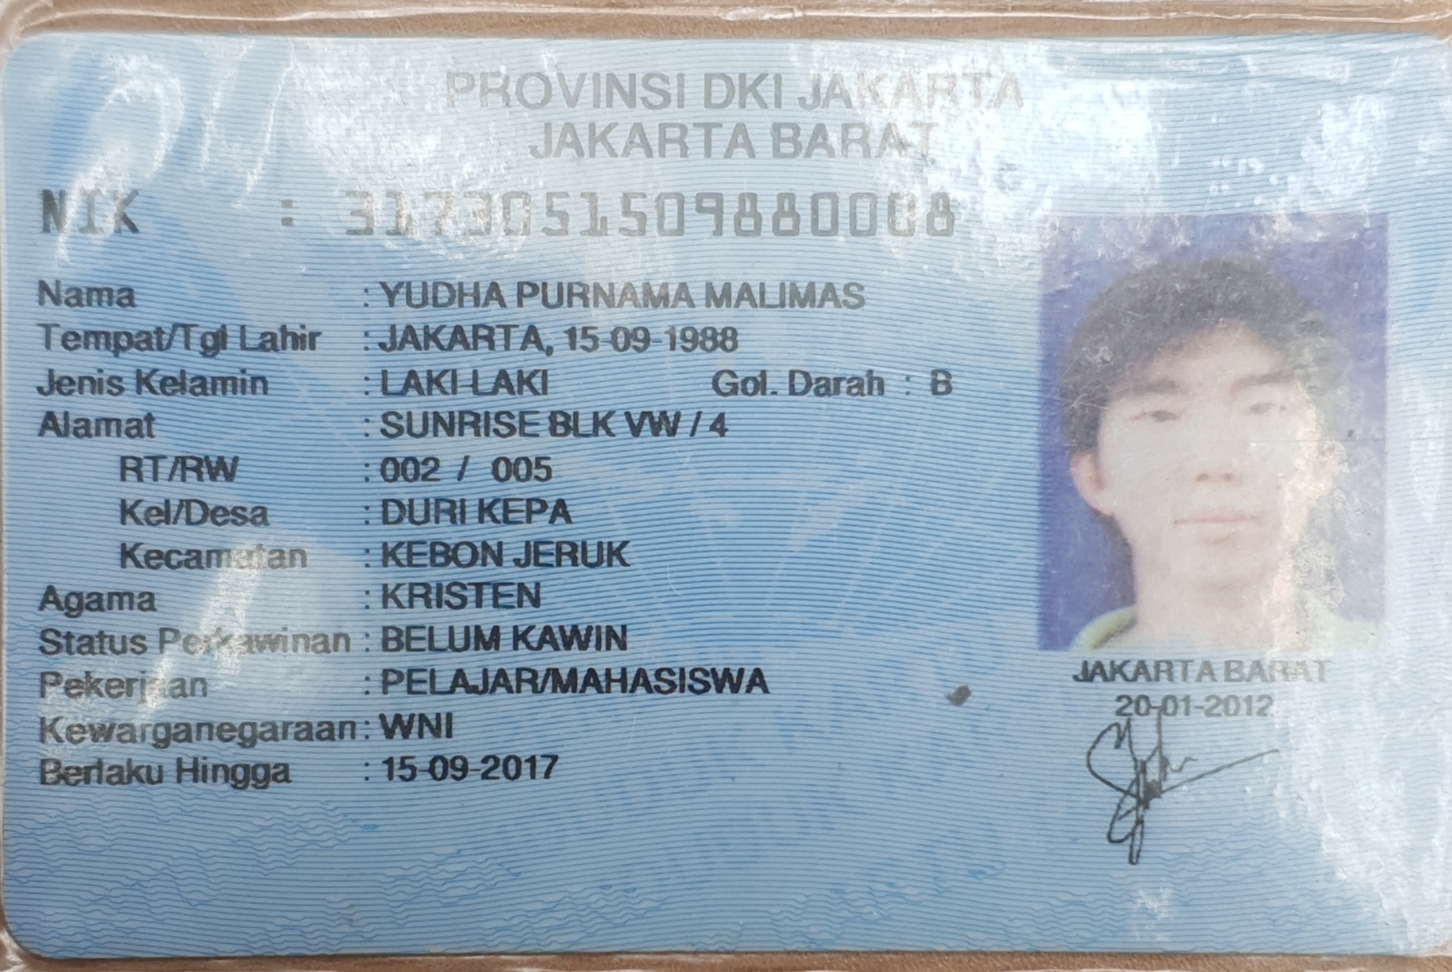 PROVINSI DKI JAKARTA
JAKARTA BARAT
NIK : 3173051509880008
Nama : YUDHA PURNAMA MALIMAS
Tempat/Tgl Lahir : JAKARTA, 15-09-1988
Jenis Kelamin : LAKI-LAKI Gol. Darah : B
Alamat : SUNRISE BLK VW / 4
RT/RW : 002 / 005
Kel/Desa : DURI KEPA
Kecamatan : KEBON JERUK
Agama : KRISTEN
Status Perkawinan : BELUM KAWIN
Pekerjaan : PELAJAR/MAHASISWA
Kewarganegaraan : WNI
Berlaku Hingga : 15-09-2017
JAKARTA BARAT
20-01-2012